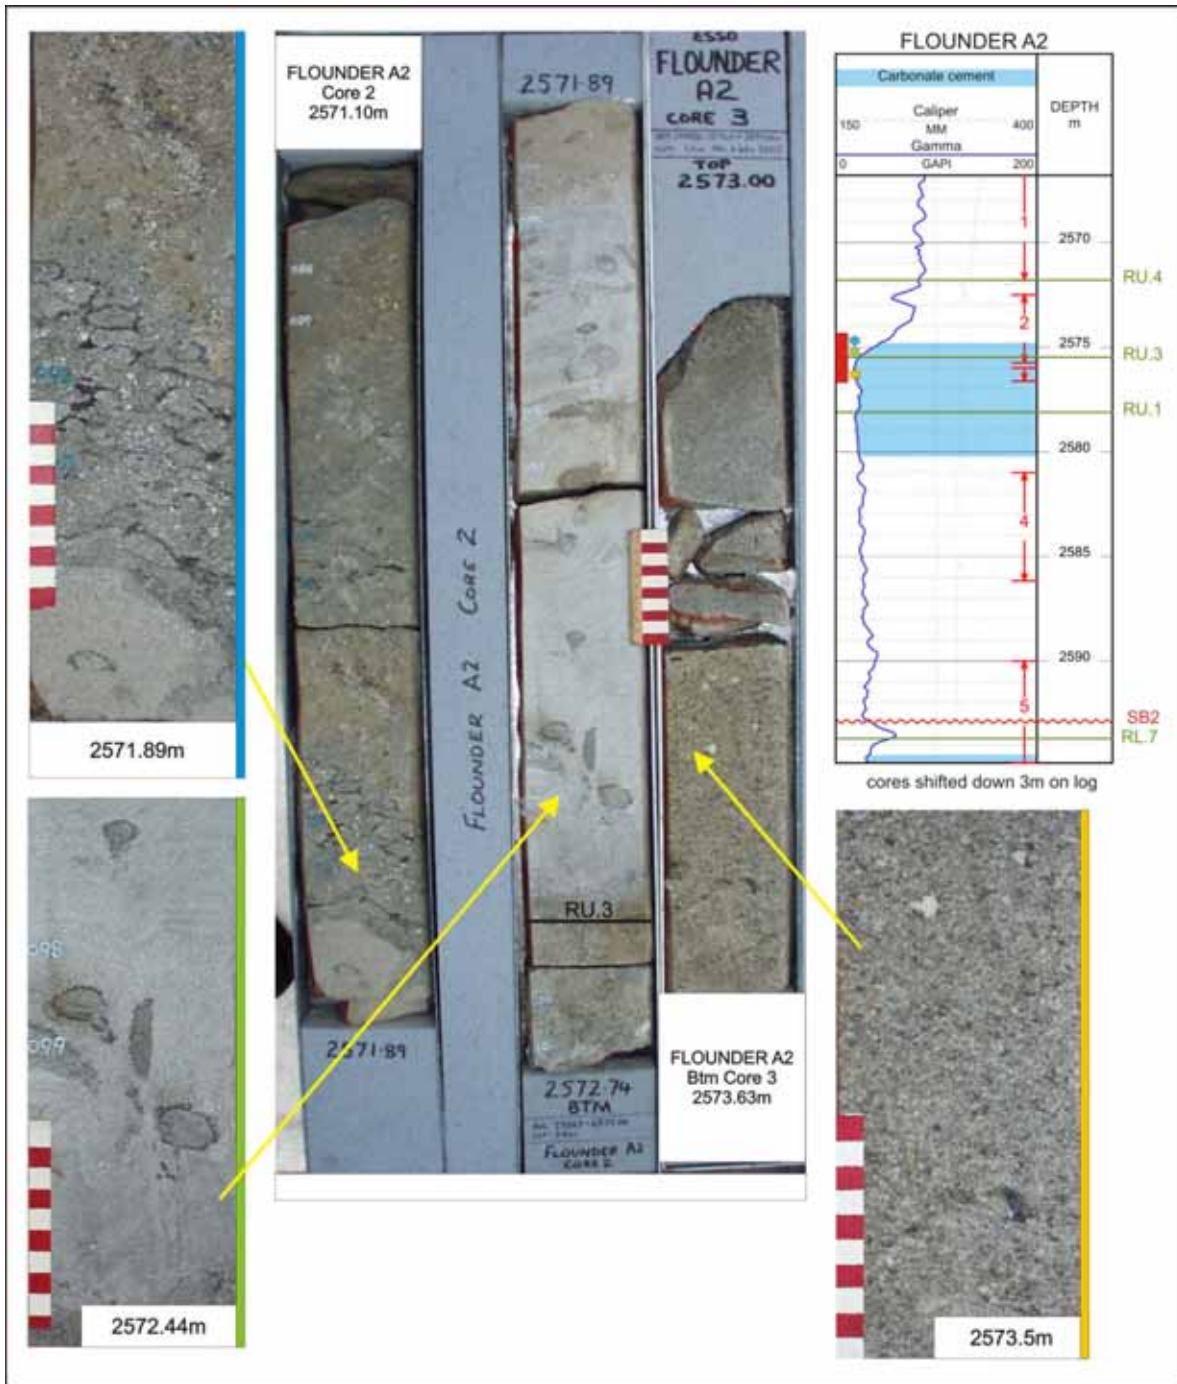 FLOUNDER A2
Core 2
2571.10m
2571.89
ESSO
FLOUNDER
A2
CORE 3
TOP
2573.00
FLOUNDER A2
Carbonate cement
Caliper
150 MM 400
Gamma
0 GAPI 200
DEPTH
m
1
2570
RU.4
2
2575
RU.3
RU.1
2580
4
2585
2590
5
SB2
RL.7
cores shifted down 3m on log
098
2571.89m
FLOUNDER A2 CORE 2
RU.3
2571.89
2572.74
BTM
FLOUNDER A2
CORE 2
FLOUNDER A2
Btm Core 3
2573.63m
098
099
2572.44m
2573.5m